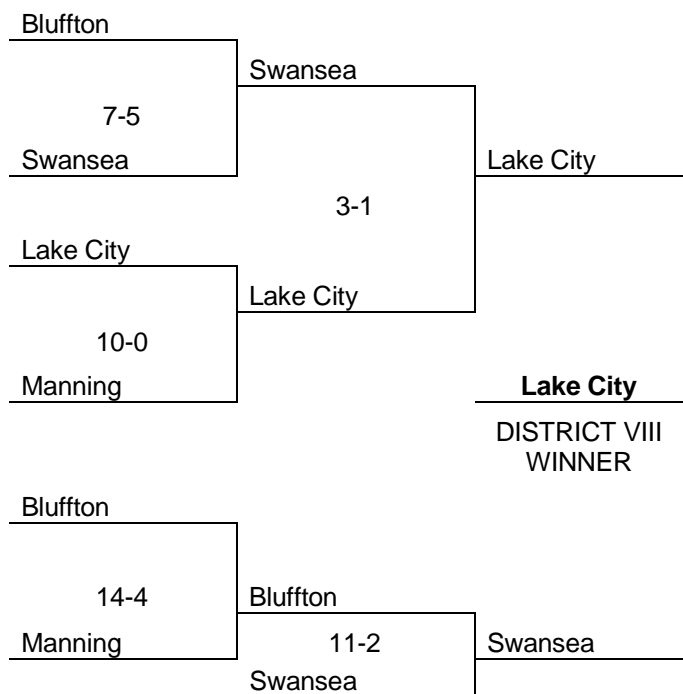 Bluffton
Swansea
7-5
Swansea
Lake City
3-1
Lake City
Lake City
10-0
Manning
Lake City
DISTRICT VIII
WINNER
Bluffton
14-4
Bluffton
Manning
11-2
Swansea
Swansea